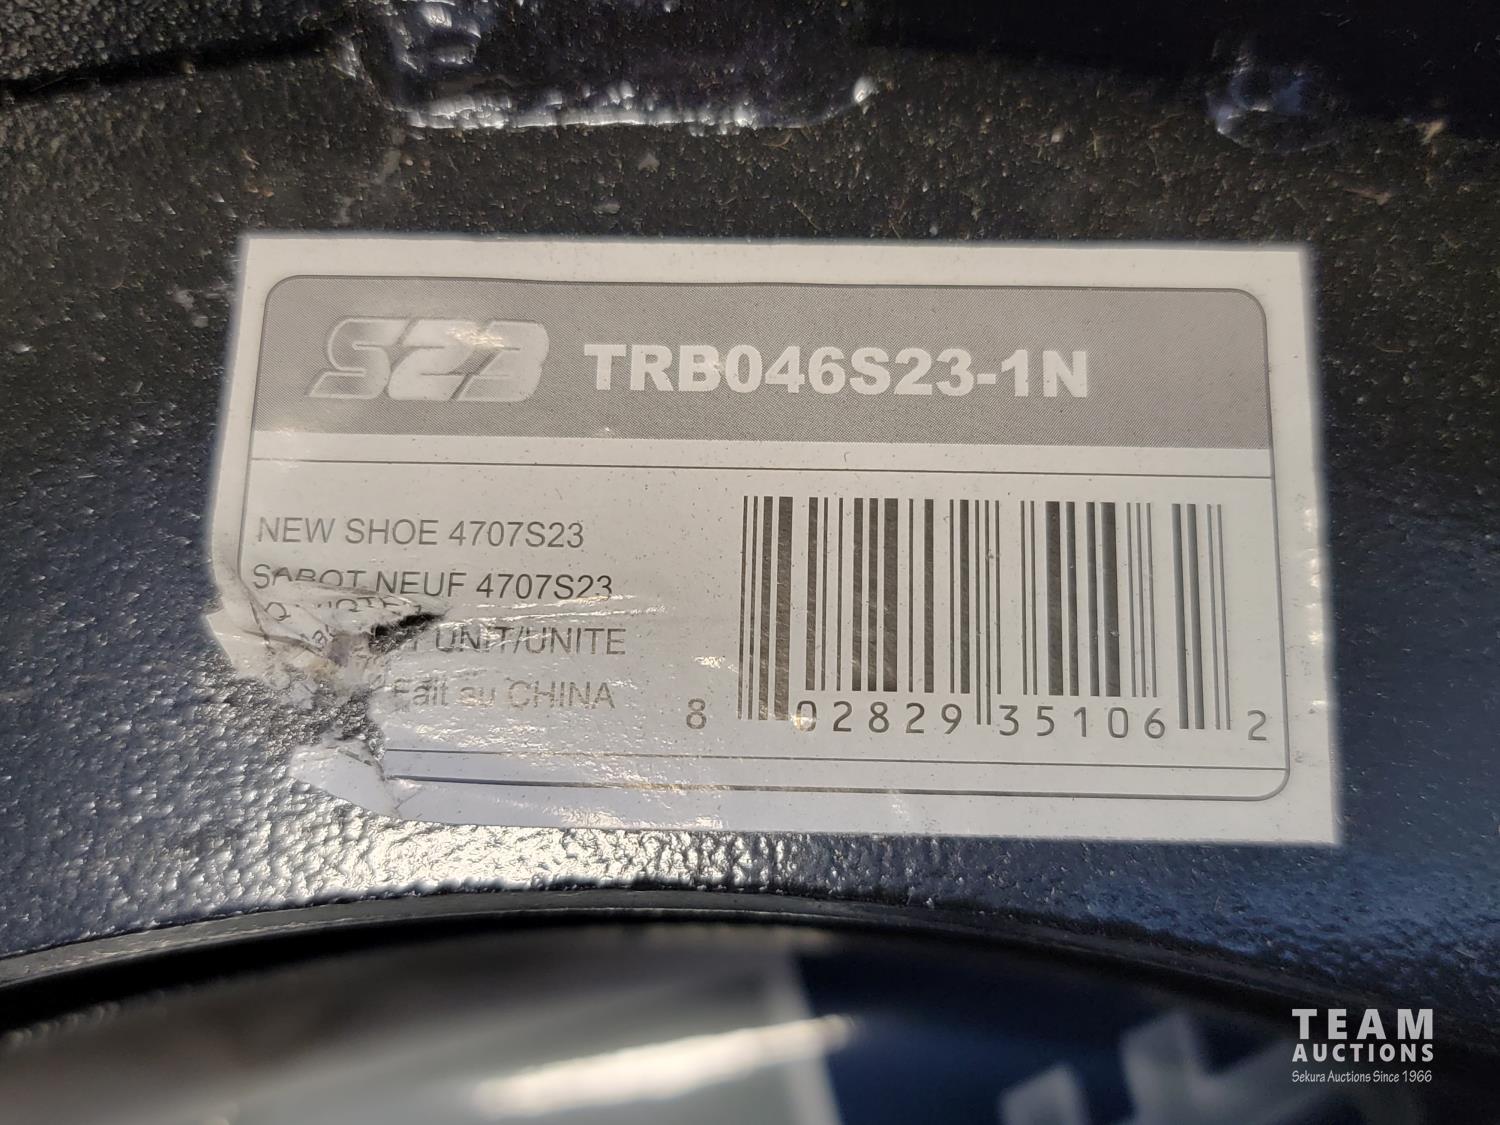 S23 TRB046S23-1N
NEW SHOE 4707S23
SABOT NEUF 4707S23
UNIT/UNITE
Fait au CHINA
8 02829 35106 2
TEAM
AUCTIONS
Sekura Auctions Since 1966